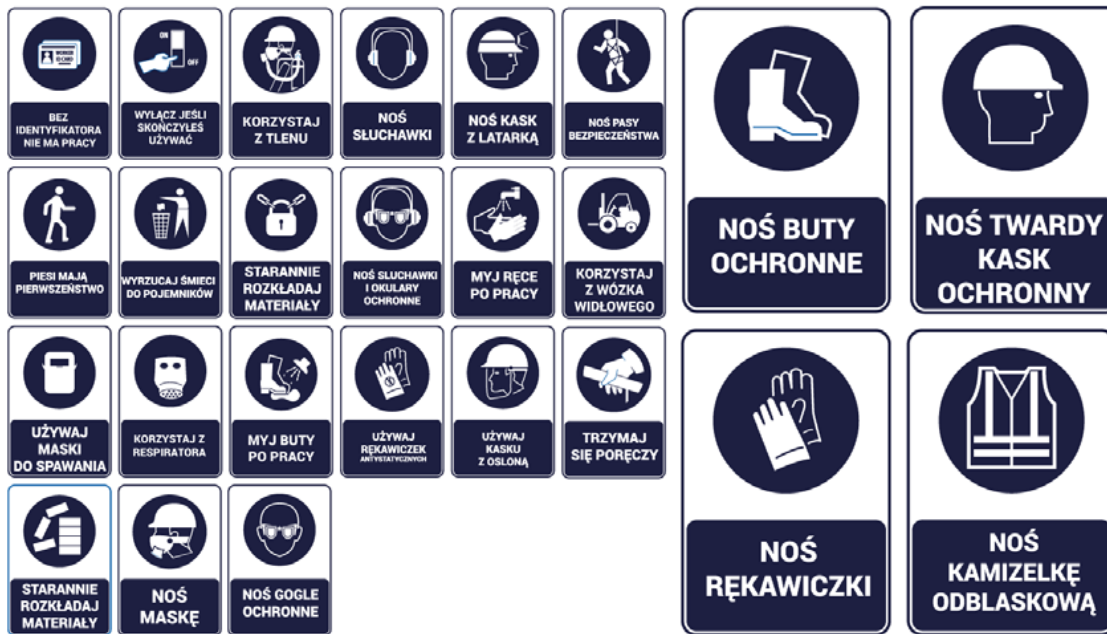 BEZ
IDENTYFIKATORA
NIE MA PRACY
ON
OFF
WYŁĄCZ JEŚLI
SKOŃCZYŁEŚ
UŻYWAĆ
KORZYSTAJ
Z TLENU
NOŚ
SŁUCHAWKI
NOŚ KASK
Z LATARKĄ
NOŚ PASY
BEZPIECZEŃSTWA
PIESI MAJĄ
PIERWSZEŃSTWO
WYRZUCAJ ŚMIECI
DO POJEMNIKÓW
STARANNIE
ROZKŁADAJ
MATERIAŁY
NOŚ SLUCHAWKI
I OKULARY
OCHRONNE
MYJ RĘCE
PO PRACY
KORZYSTAJ
Z WÓZKA
WIDŁOWEGO
UŻYWAJ
MASKI
DO SPAWANIA
KORZYSTAJ Z
RESPIRATORA
MYJ BUTY
PO PRACY
UŻYWAJ
RĘKAWICZEK
ANTYSTATYCZNYCH
UŻYWAJ
KASKU
Z OSLONĄ
TRZYMAJ
SIĘ PORĘCZY
STARANNIE
ROZKŁADAJ
MATERIAŁY
NOŚ
MASKĘ
NOŚ GOGLE
OCHRONNE
NOŚ BUTY
OCHRONNE
NOŚ TWARDY
KASK
OCHRONNY
NOŚ
RĘKAWICZKI
NOŚ
KAMIZELKĘ
ODBLASKOWĄ